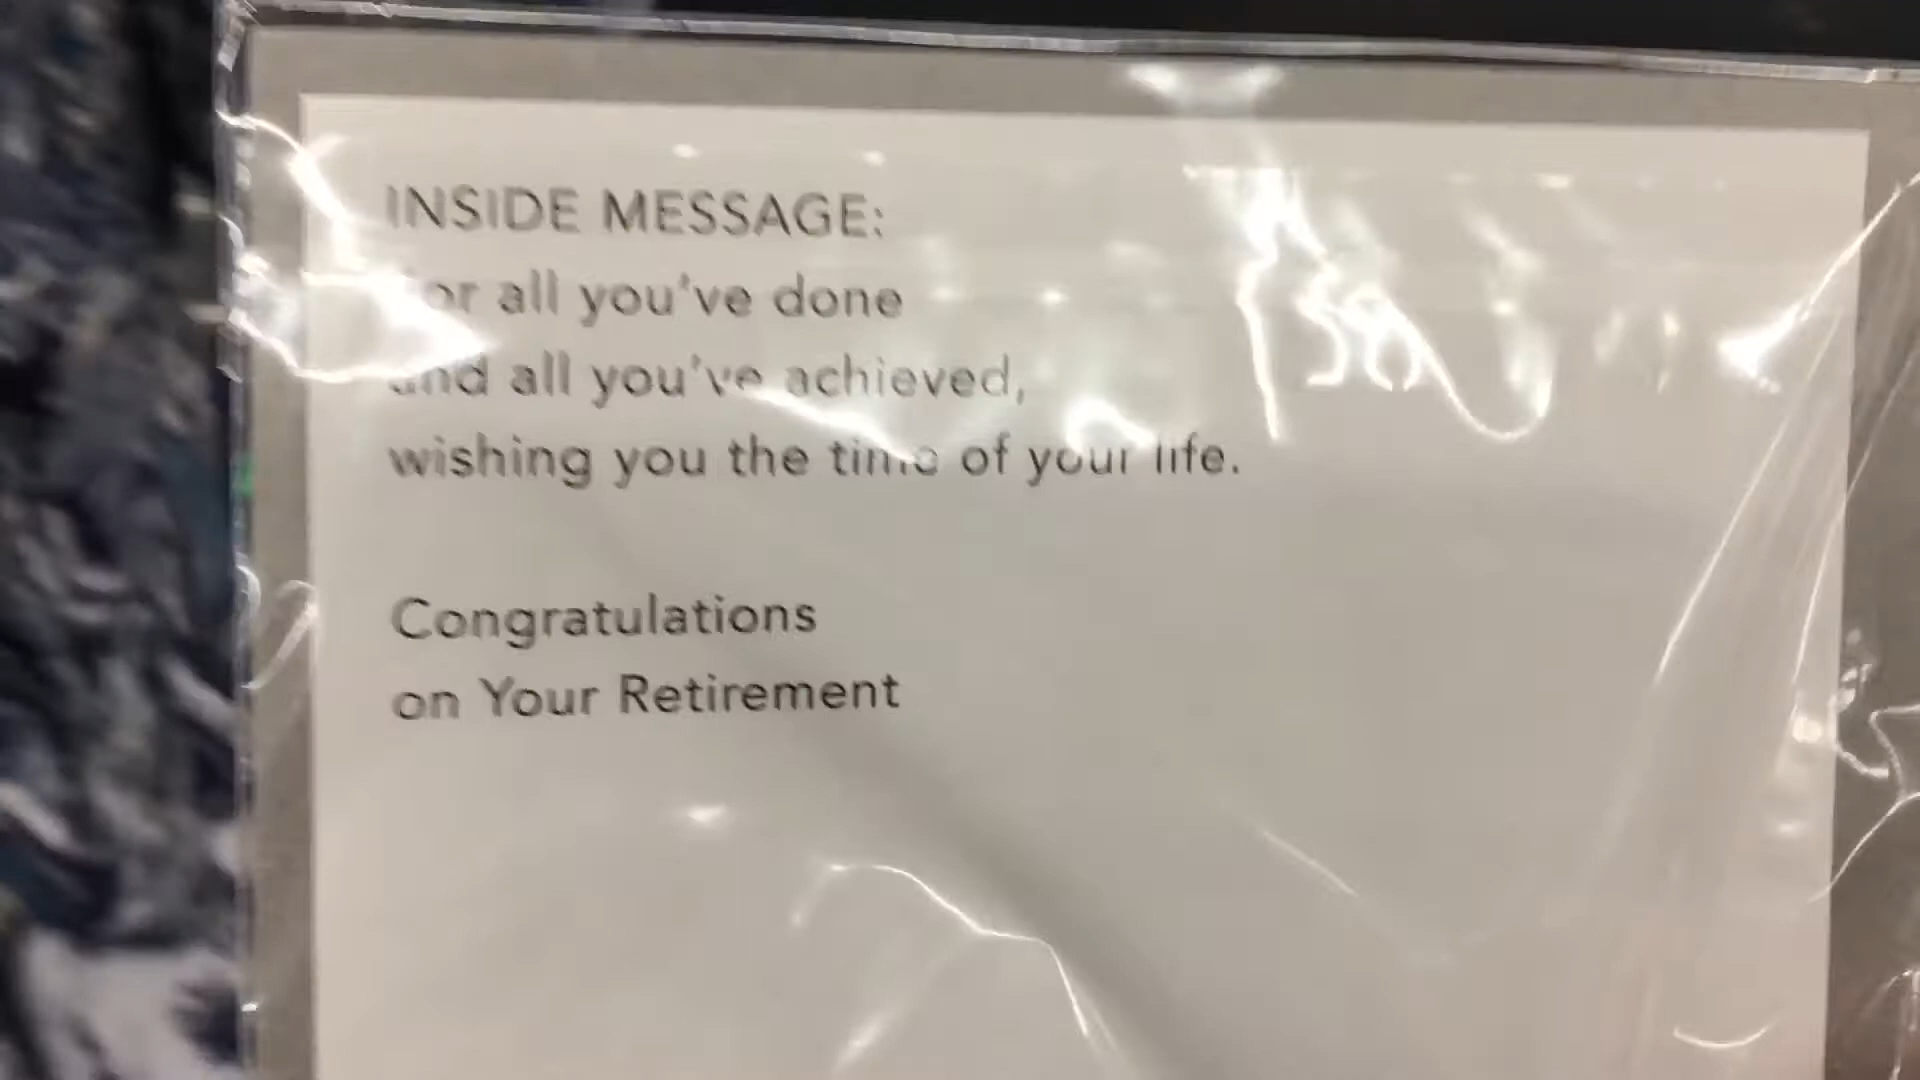 INSIDE MESSAGE:
For all you've done
and all you've achieved,
wishing you the time of your life.
Congratulations
on Your Retirement